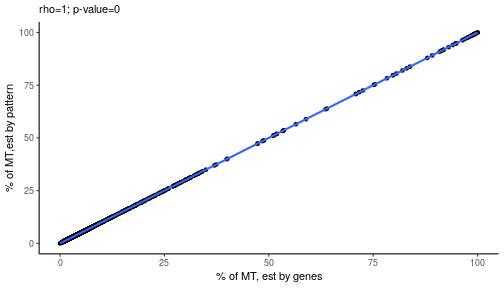 rho=1; p-value=0
% of MT,est by pattern
100
75
50
25
0
0 25 50 75 100
% of MT, est by genes